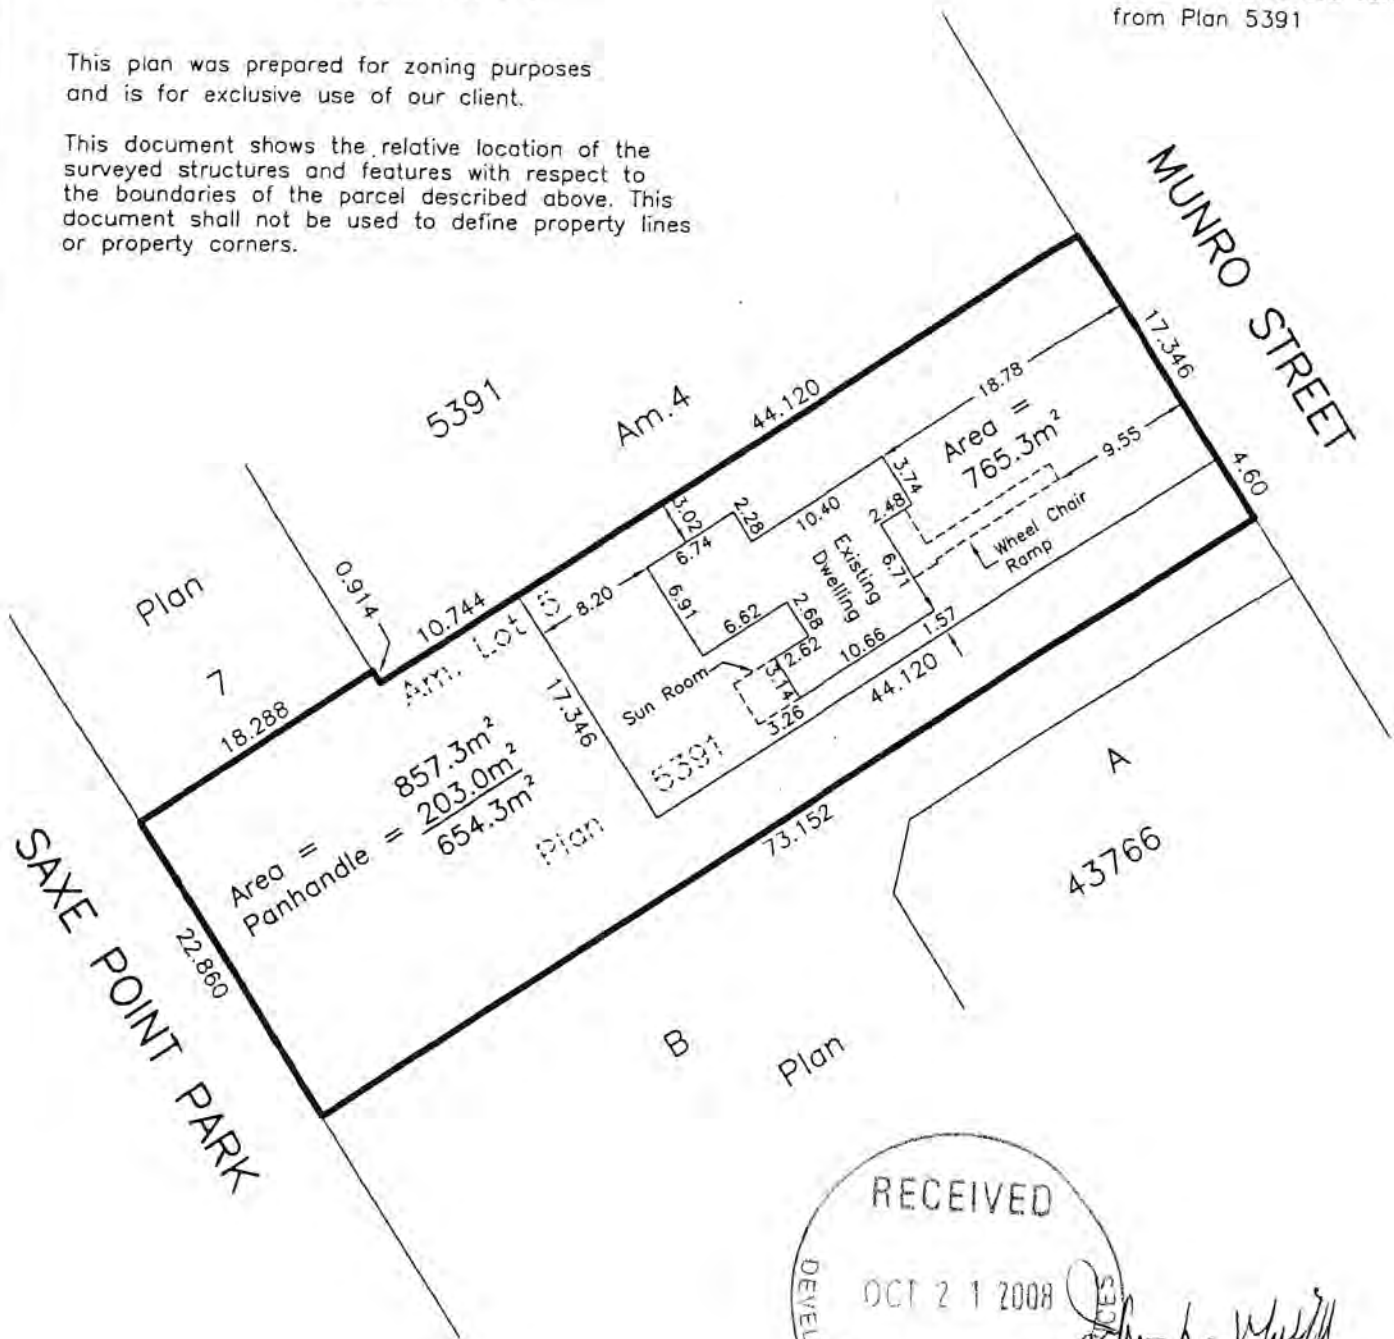 from Plan 5391
This plan was prepared for zoning purposes
and is for exclusive use of our client.
This document shows the relative location of the
surveyed structures and features with respect to
the boundaries of the parcel described above. This
document shall not be used to define property lines
or property corners.
MUNRO STREET
17.346
4.60
5391
Am.4
44.120
18.78
Area =
765.3m²
9.55
3.02
2.28
6.74
10.40
3.74
2.48
Existing
Dwelling
6.71
Wheel Chair
Ramp
Plan
7
0.914
10.744
Am. Lot 5
8.20
6.91
6.62
2.68
2.62
10.66
1.57
Sun Room
3.14
3.26
44.120
18.288
17.346
5391
Plan
857.3m²
203.0m²
654.3m²
Area =
Panhandle =
73.152
A
43766
SAXE POINT PARK
22.860
B
Plan
RECEIVED
OCT 21 2008